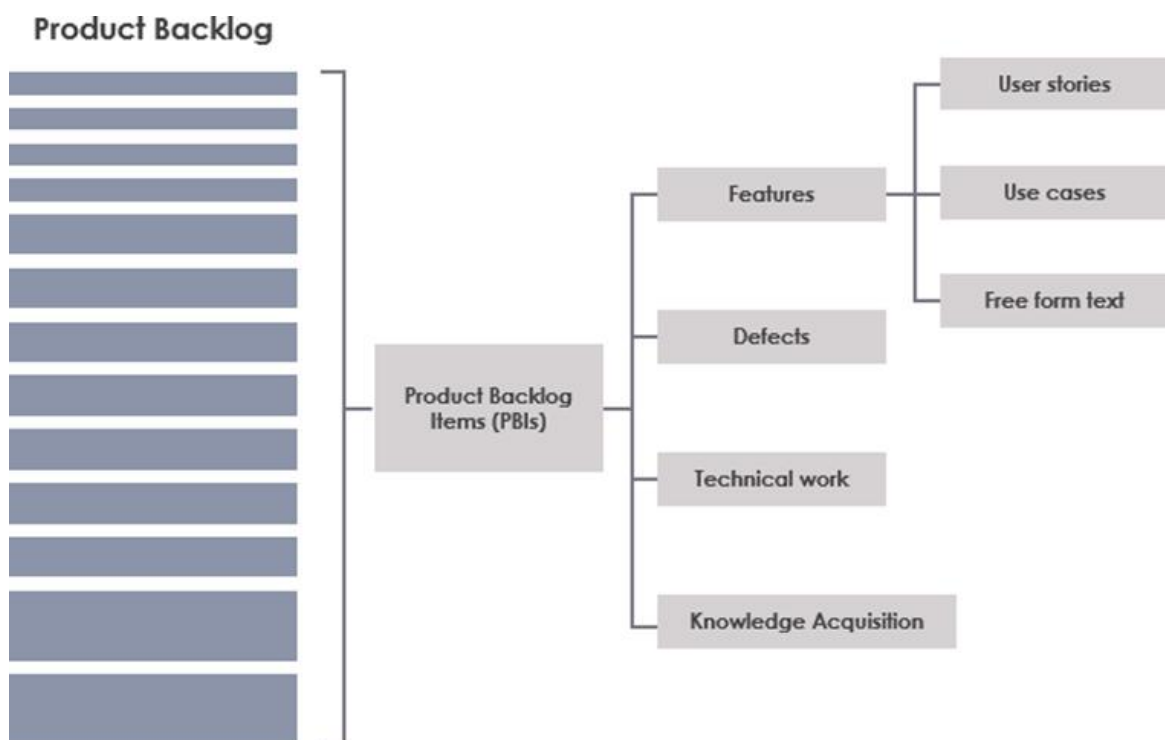 Product Backlog
User stories
Features
Use cases
Free form text
Defects
Product Backlog
Items (PBIs)
Technical work
Knowledge Acquisition